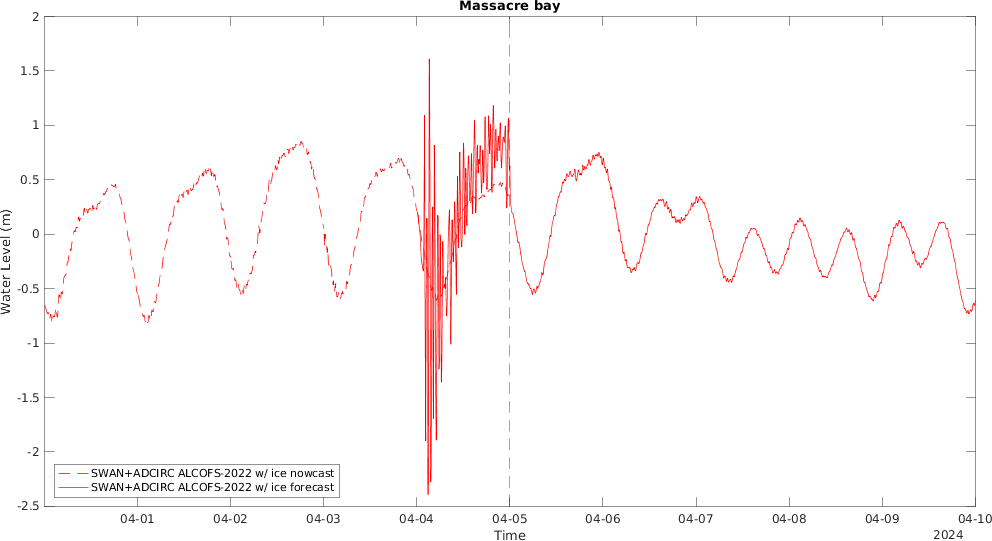 Massacre bay
Water Level (m)
2
1.5
1
0.5
0
-0.5
-1
-1.5
-2
-2.5
SWAN+ADCIRC ALCOFS-2022 w/ ice nowcast
SWAN+ADCIRC ALCOFS-2022 w/ ice forecast
04-01 04-02 04-03 04-04 04-05 04-06 04-07 04-08 04-09 04-10
Time
2024